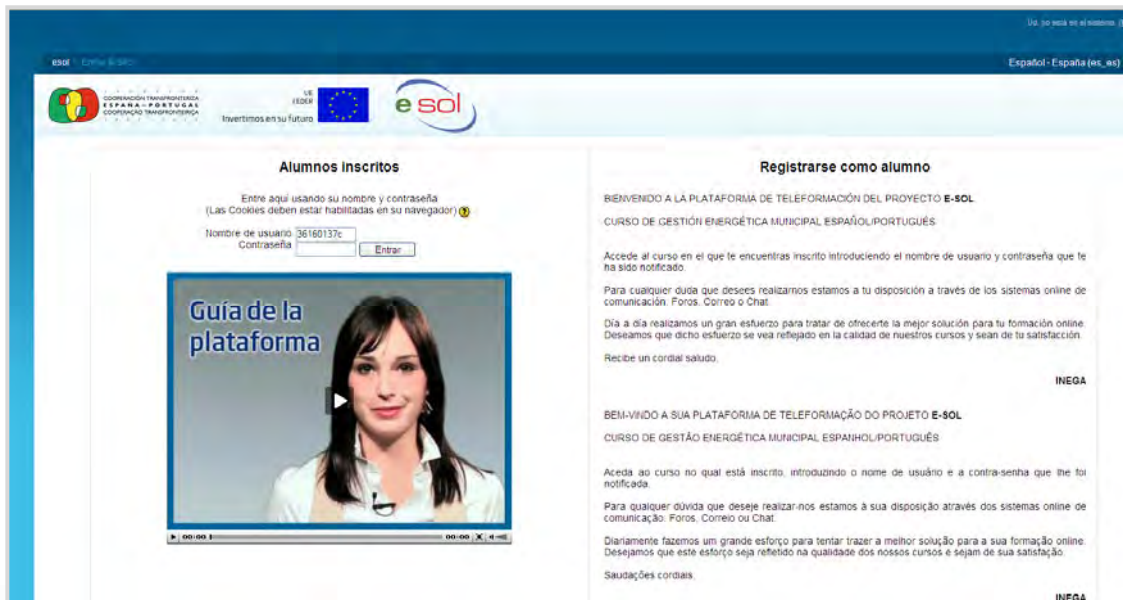 Ud. no está en el sistema. (
esol Entrar al sitio
Español - España (es_es)
COOPERACIÓN TRANSFRONTERIZA
ESPAÑA – PORTUGAL
COOPERAÇÃO TRANSFRONTEIRIÇA
UE
FEDER
Invertimos en su futuro
e sol
Alumnos inscritos
Entre aquí usando su nombre y contraseña
(Las Cookies deben estar habilitadas en su navegador) ?
Nombre de usuario 36160137c
Contraseña Entrar
Guía de la
plataforma
00:00 00:00
Registrarse como alumno
BIENVENIDO A LA PLATAFORMA DE TELEFORMACIÓN DEL PROYECTO E-SOL
CURSO DE GESTIÓN ENERGÉTICA MUNICIPAL ESPAÑOL/PORTUGUÉS
Accede al curso en el que te encuentras inscrito introduciendo el nombre de usuario y contraseña que te
ha sido notificado.
Para cualquier duda que desees realizarnos estamos a tu disposición a través de los sistemas online de
comunicación: Foros, Correo o Chat.
Día a día realizamos un gran esfuerzo para tratar de ofrecerte la mejor solución para tu formación online.
Deseamos que dicho esfuerzo se vea reflejado en la calidad de nuestros cursos y sean de tu satisfacción.
Recibe un cordial saludo.
INEGA
BEM-VINDO A SUA PLATAFORMA DE TELEFORMAÇÃO DO PROJETO E-SOL
CURSO DE GESTÃO ENERGÉTICA MUNICIPAL ESPANHOL/PORTUGUÊS
Aceda ao curso no qual está inscrito, introduzindo o nome de usuário e a contra-senha que lhe foi
notificada.
Para qualquer dúvida que deseje realizar-nos estamos à sua disposição através dos sistemas online de
comunicação: Foros, Correio ou Chat.
Diariamente fazemos um grande esforço para tentar trazer a melhor solução para a sua formação online.
Desejamos que este esforço seja refletido na qualidade dos nossos cursos e sejam de sua satisfação.
Saudações cordiais.
INEGA